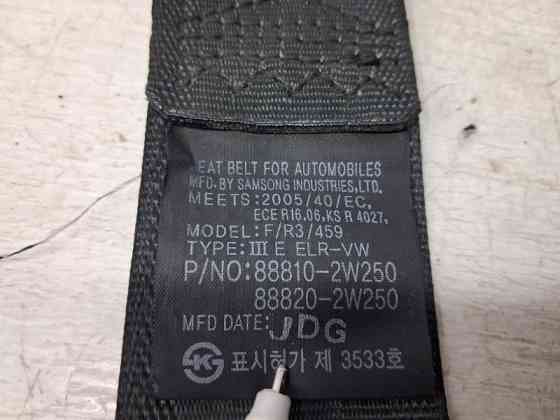 EAT BELT FOR AUTOMOBILES
MFD. BY SAMSONG INDUSTRIES, LTD.
MEETS:2005/40/EC,
ECE R16.06, KS R 4027,
MODEL: F/R3/459
TYPE: III E ELR-VW
P/NO:88810-2W250
88820-2W250
MFD DATE: JDG
표시허가 제 3533호